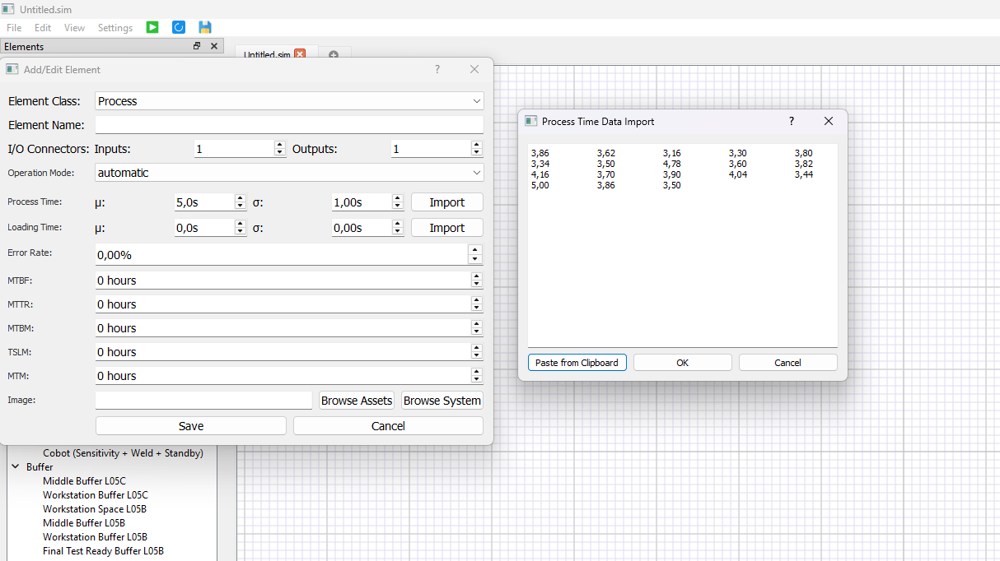 Untitled.sim
File Edit View Settings
Elements
Untitled.sim
Add/Edit Element ?
Element Class: Process
Element Name:
I/O Connectors: Inputs: 1 Outputs: 1
Operation Mode: automatic
Process Time: μ: 5,0s σ: 1,00s Import
Loading Time: μ: 0,0s σ: 0,00s Import
Error Rate: 0,00%
MTBF: 0 hours
MTTR: 0 hours
MTBM: 0 hours
TSLM: 0 hours
MTM: 0 hours
Image: Browse Assets Browse System
Save Cancel
Cobot (Sensitivity + Weld + Standby)
Buffer
Middle Buffer L05C
Workstation Buffer L05C
Workstation Space L05B
Middle Buffer L05B
Workstation Buffer L05B
Final Test Ready Buffer L05B
Process Time Data Import ?
3,86 3,62 3,16 3,30 3,80
3,34 3,50 4,78 3,60 3,82
4,16 3,70 3,90 4,04 3,44
5,00 3,86 3,50
Paste from Clipboard OK Cancel